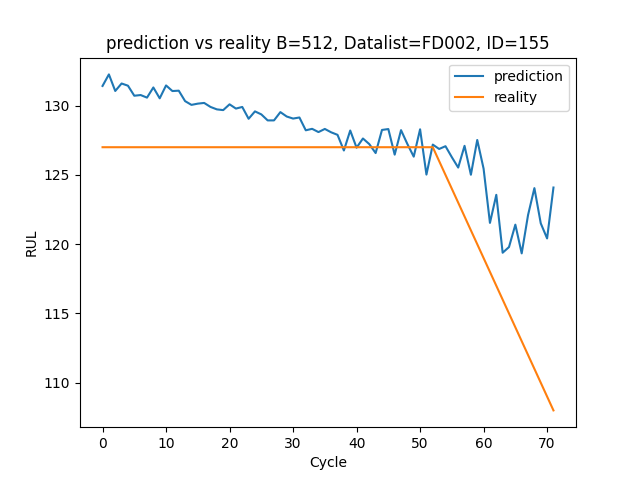 prediction vs reality B=512, Datalist=FD002, ID=155
prediction
reality
RUL
130
125
120
115
110
0 10 20 30 40 50 60 70
Cycle